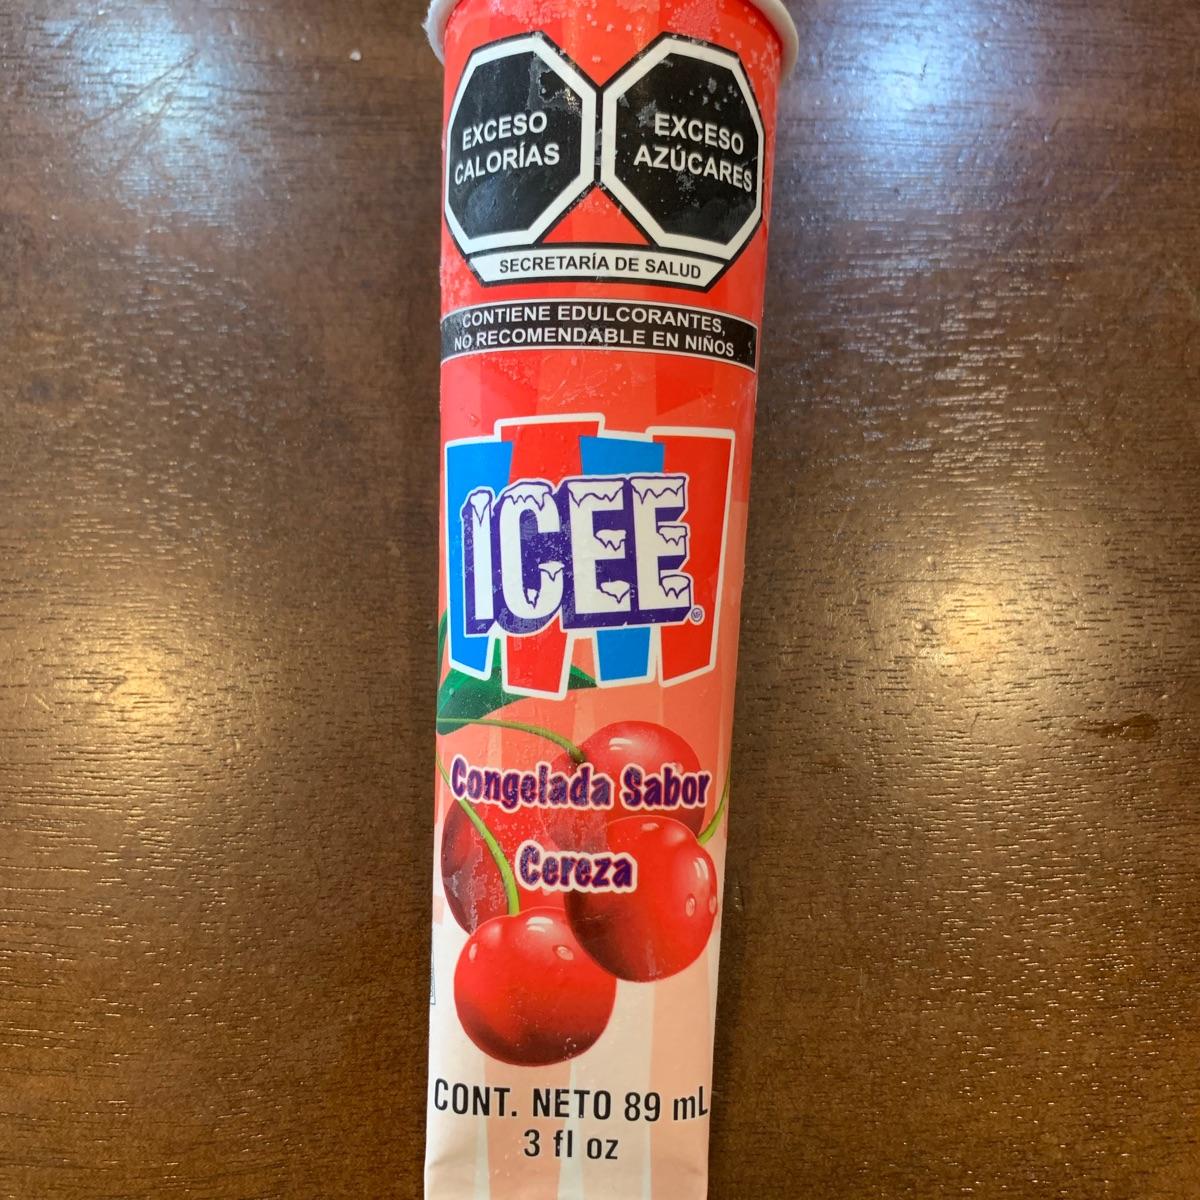 EXCESO
CALORÍAS
EXCESO
AZÚCARES
SECRETARÍA DE SALUD
CONTIENE EDULCORANTES,
NO RECOMENDABLE EN NIÑOS
ICEE
MR
Congelada Sabor
Cereza
CONT. NETO 89 mL
3 fl oz